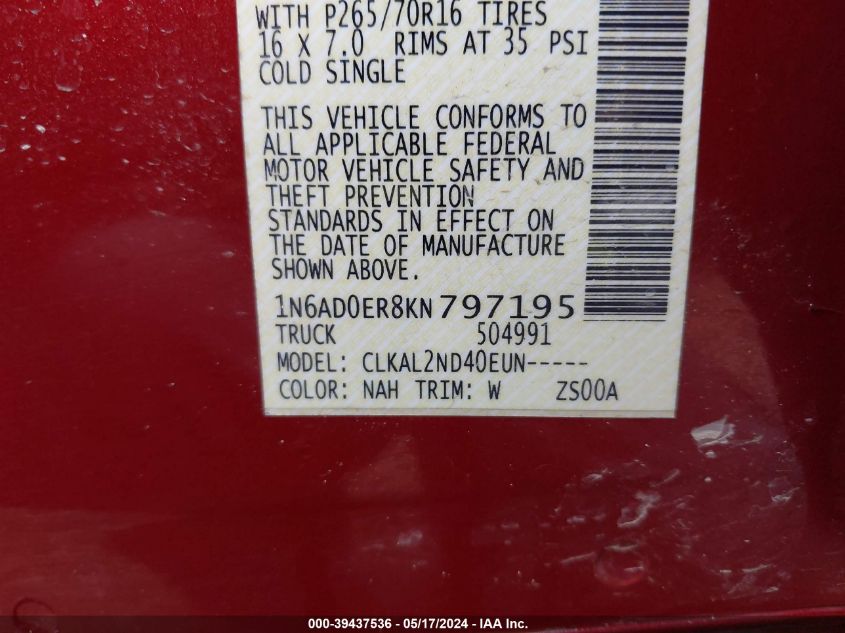 WITH P265/70R16 TIRES
16 X 7.0 RIMS AT 35 PSI
COLD SINGLE
THIS VEHICLE CONFORMS TO
ALL APPLICABLE FEDERAL
MOTOR VEHICLE SAFETY AND
THEFT PREVENTION
STANDARDS IN EFFECT ON
THE DATE OF MANUFACTURE
SHOWN ABOVE.
1N6AD0ER8KN797195
TRUCK 504991
MODEL: CLKAL2ND40EUN-----
COLOR: NAH TRIM: W ZS00A
000-39437536 - 05/17/2024 - IAA Inc.